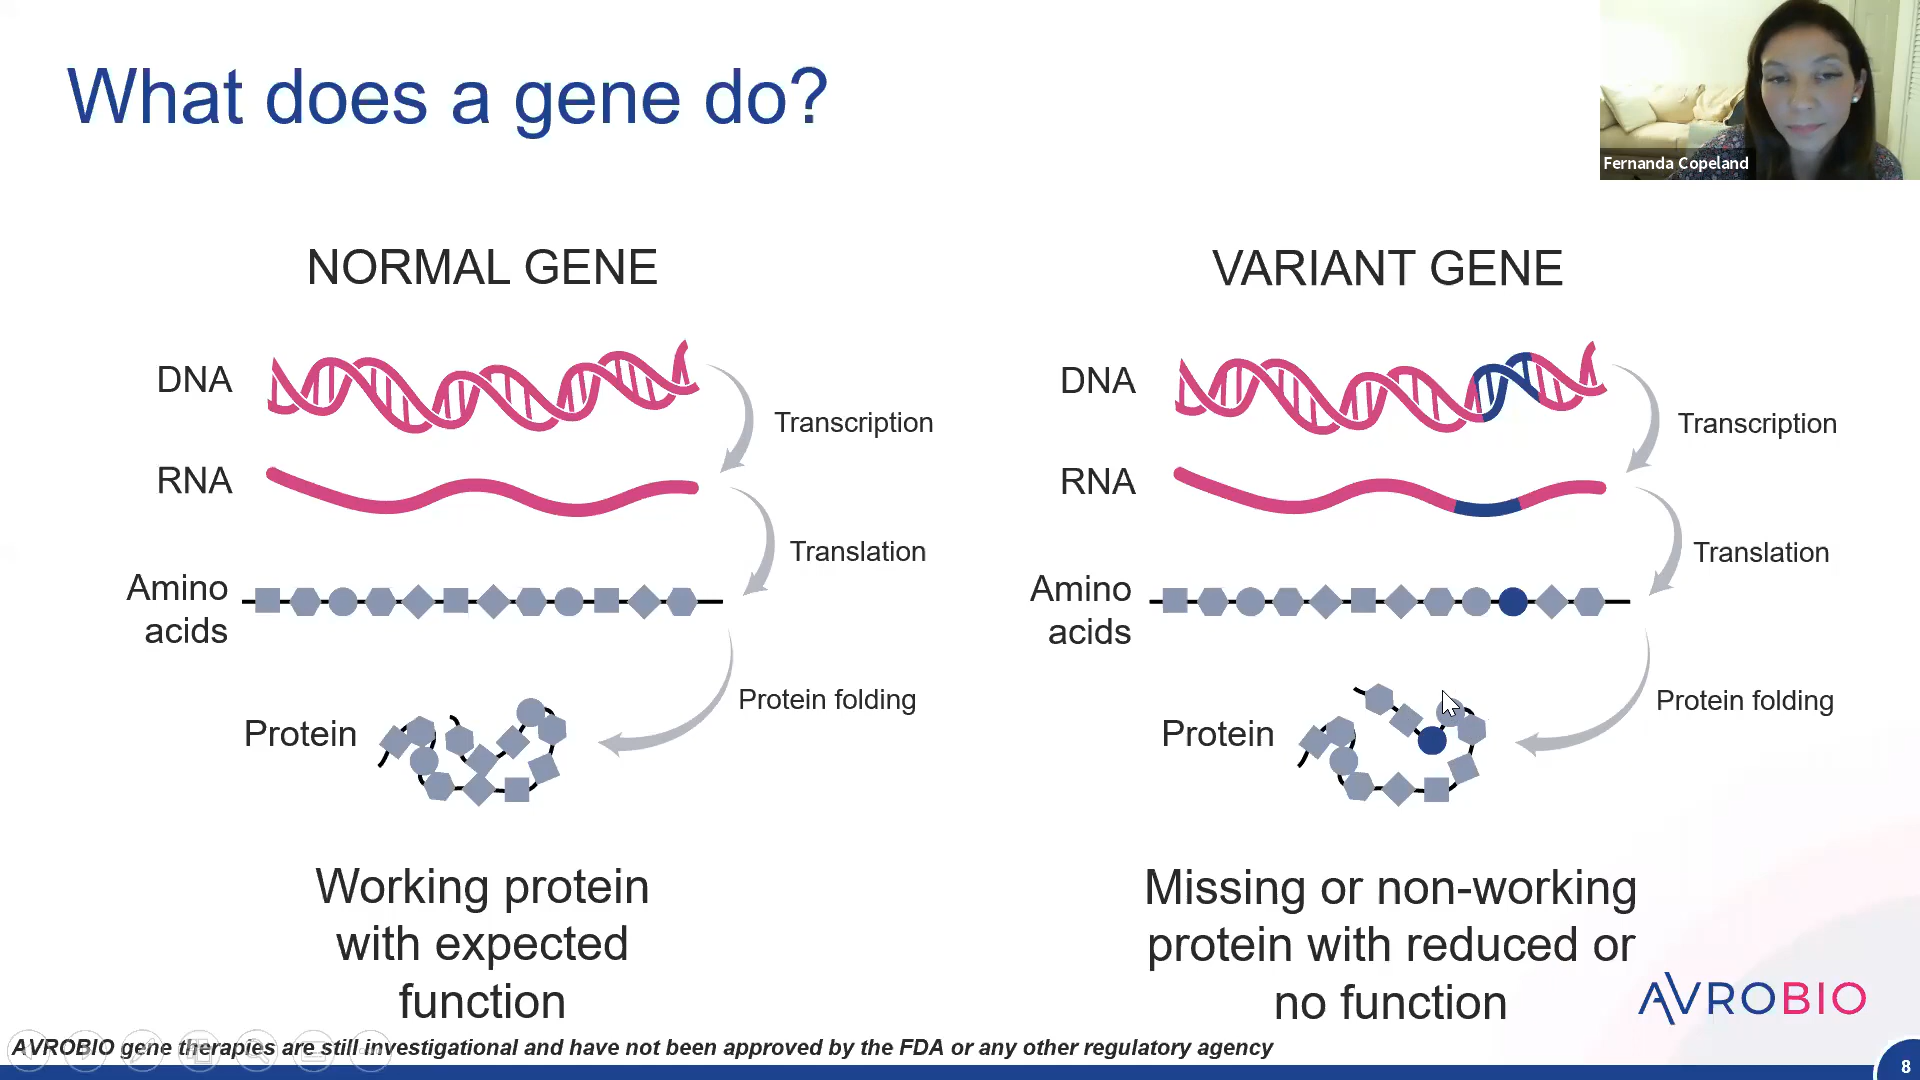 What does a gene do?
Fernanda Copeland
NORMAL GENE
DNA
Transcription
RNA
Translation
Amino
acids
Protein folding
Protein
Working protein
with expected
function
VARIANT GENE
DNA
Transcription
RNA
Translation
Amino
acids
Protein folding
Protein
Missing or non-working
protein with reduced or
no function
AVROBIO
AVROBIO gene therapies are still investigational and have not been approved by the FDA or any other regulatory agency
8